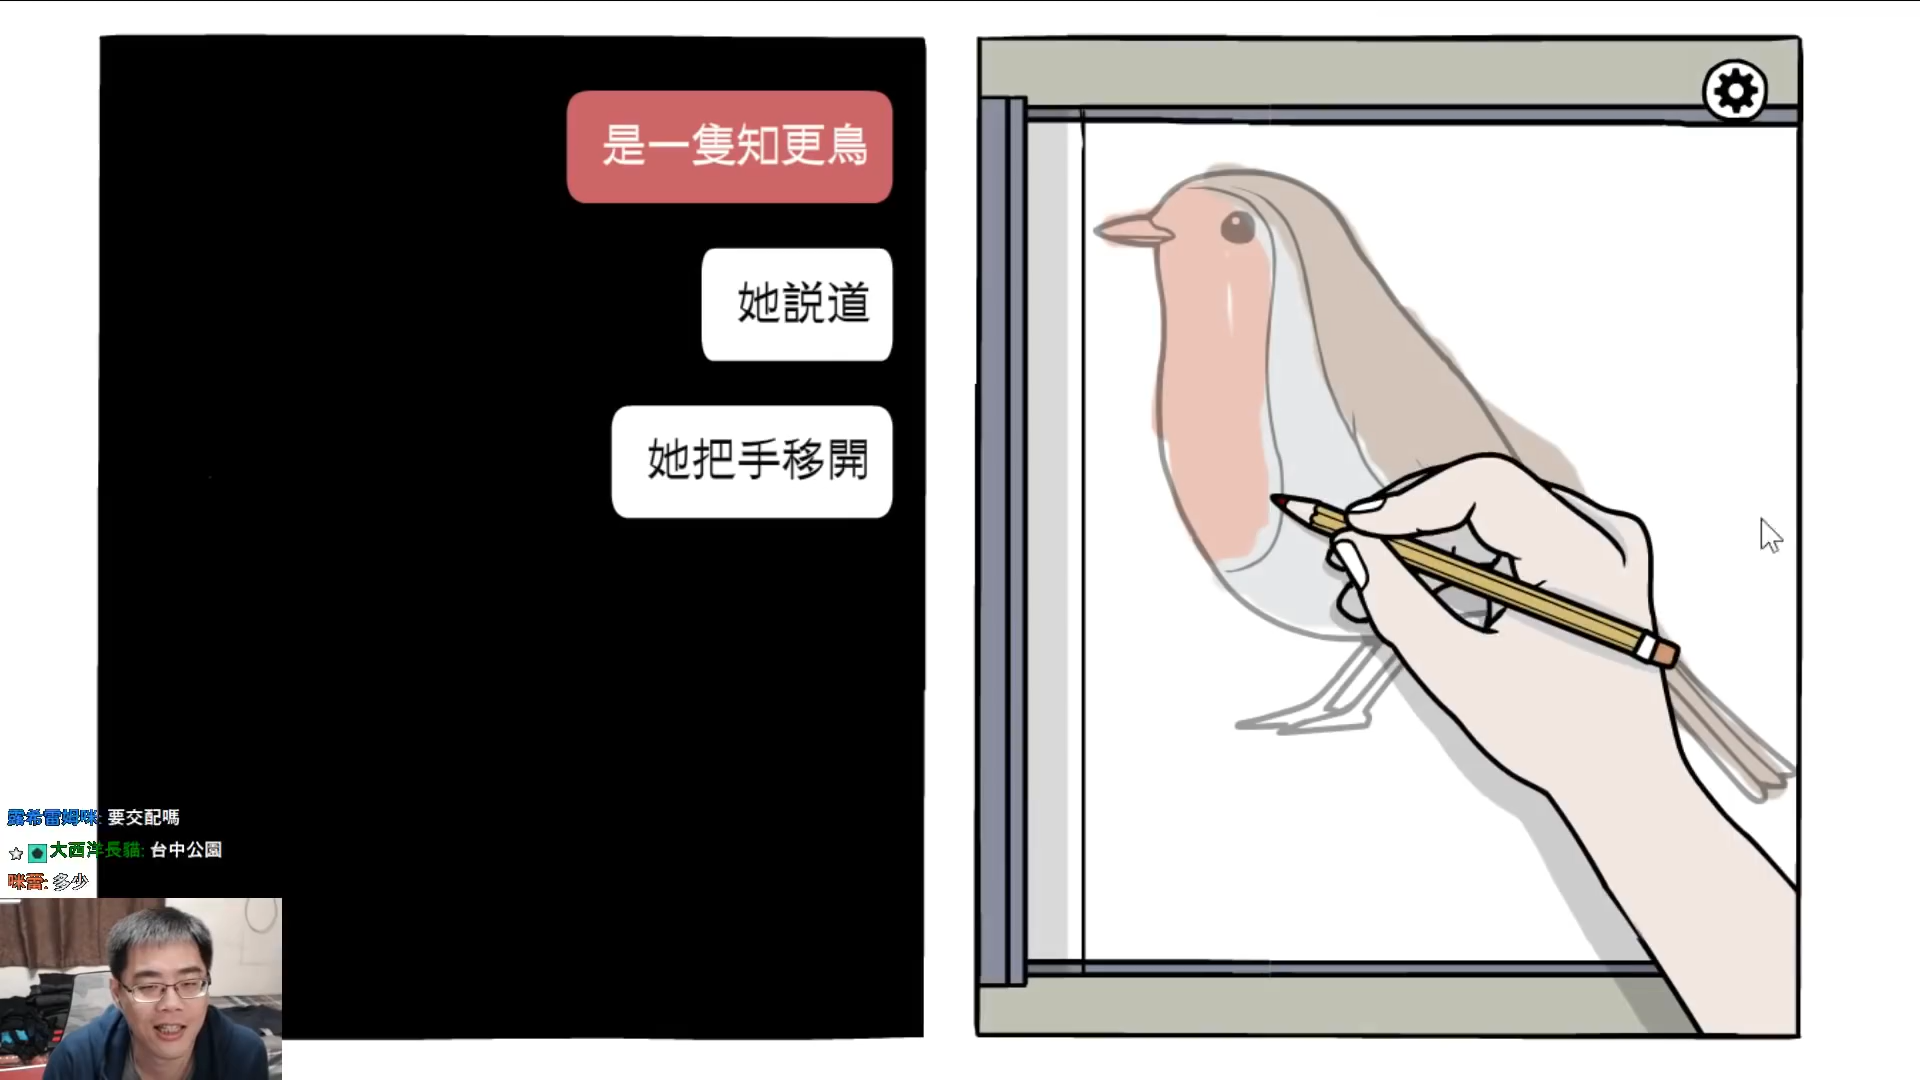 是一隻知更鳥
她説道
她把手移開
露希雷姆咪: 要交配嗎
大西洋長貓: 台中公園
咪雷: 多少